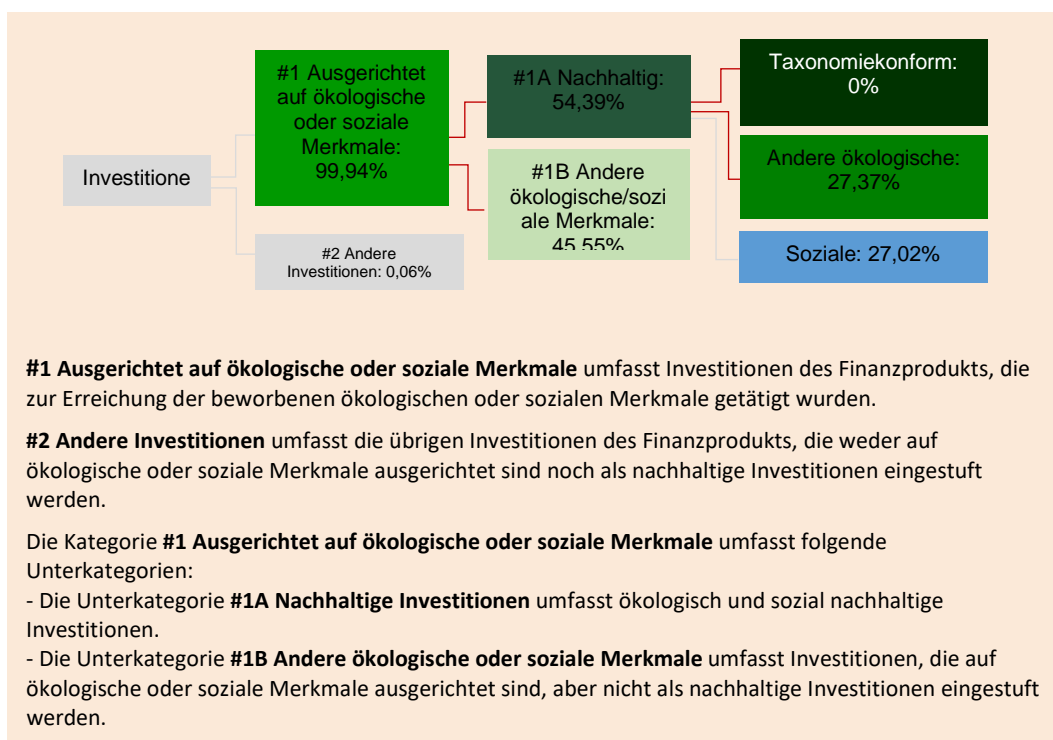 Investitione
#1 Ausgerichtet
auf ökologische
oder soziale
Merkmale:
99,94%
#2 Andere
Investitionen: 0,06%
#1A Nachhaltig:
54,39%
#1B Andere
ökologische/sozi
ale Merkmale:
45,55%
Taxonomiekonform:
0%
Andere ökologische:
27,37%
Soziale: 27,02%
#1 Ausgerichtet auf ökologische oder soziale Merkmale umfasst Investitionen des Finanzprodukts, die
zur Erreichung der beworbenen ökologischen oder sozialen Merkmale getätigt wurden.
#2 Andere Investitionen umfasst die übrigen Investitionen des Finanzprodukts, die weder auf
ökologische oder soziale Merkmale ausgerichtet sind noch als nachhaltige Investitionen eingestuft
werden.
Die Kategorie #1 Ausgerichtet auf ökologische oder soziale Merkmale umfasst folgende
Unterkategorien:
- Die Unterkategorie #1A Nachhaltige Investitionen umfasst ökologisch und sozial nachhaltige
Investitionen.
- Die Unterkategorie #1B Andere ökologische oder soziale Merkmale umfasst Investitionen, die auf
ökologische oder soziale Merkmale ausgerichtet sind, aber nicht als nachhaltige Investitionen eingestuft
werden.